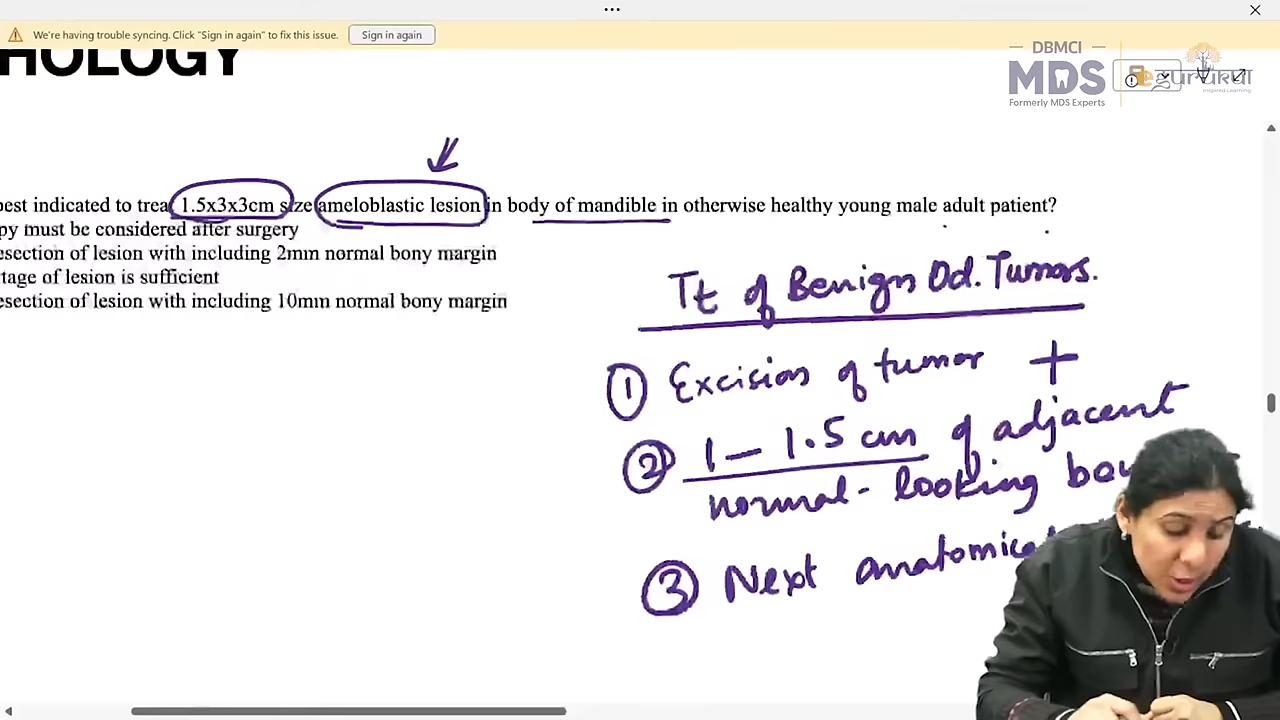 We're having trouble syncing. Click "Sign in again" to fix this issue.
Sign in again
HOLOGY
DBMCI
MDS
Formerly MDS Experts
eगुरुकुल
Inspired Learning
best indicated to treat 1.5x3x3cm size ameloblastic lesion in body of mandible in otherwise healthy young male adult patient?
py must be considered after surgery
esection of lesion with including 2mm normal bony margin
tage of lesion is sufficient
esection of lesion with including 10mm normal bony margin
Tt of Benign Od. Tumors.
① Excision of tumor +
② 1 – 1.5 cm of adjacent
normal - looking
③ Next